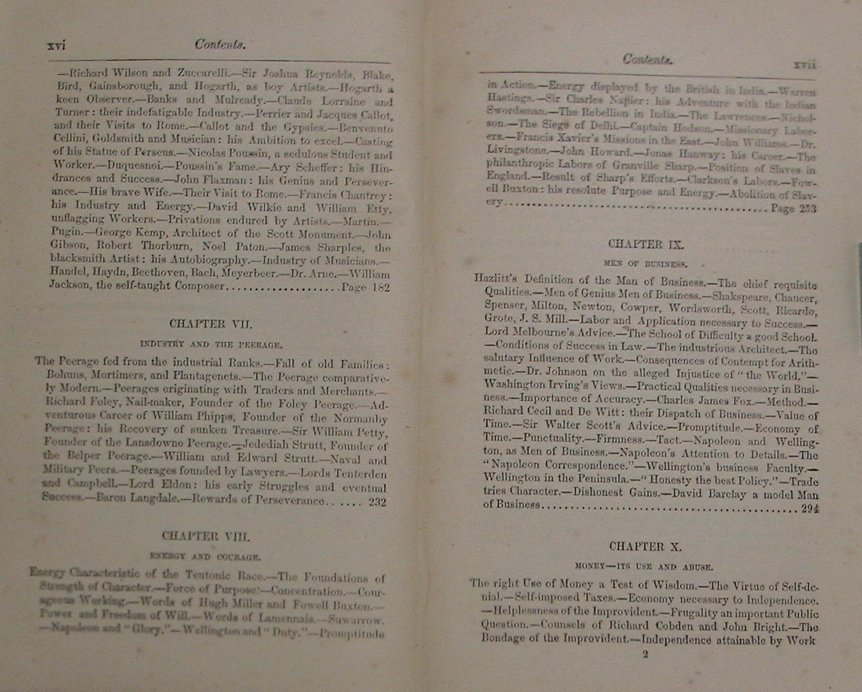 xvi Contents.
—Richard Wilson and Zuccarelli.—Sir Joshua Reynolds, Blake,
Bird, Gainsborough, and Hogarth, as boy Artists.—Hogarth a
keen Observer.—Banks and Mulready.—Claude Lorraine and
Turner: their indefatigable Industry.—Perrier and Jacques Callot,
and their Visits to Rome.—Callot and the Gypsies.—Benvenuto
Cellini, Goldsmith and Musician: his Ambition to excel.—Casting
of his Statue of Perseus.—Nicolas Poussin, a sedulous Student and
Worker.—Duquesnoi.—Poussin's Fame.—Ary Scheffer: his Hin-
drances and Success.—John Flaxman: his Genius and Persever-
ance.—His brave Wife.—Their Visit to Rome.—Francis Chantrey:
his Industry and Energy.—David Wilkie and William Etty,
unflagging Workers.—Privations endured by Artists.—Martin.—
Pugin.—George Kemp, Architect of the Scott Monument.—John
Gibson, Robert Thorburn, Noel Paton.—James Sharples, the
blacksmith Artist: his Autobiography.—Industry of Musicians.—
Handel, Haydn, Beethoven, Bach, Meyerbeer.—Dr. Arne.—William
Jackson, the self-taught Composer......................Page 182
CHAPTER VII.
INDUSTRY AND THE PEERAGE.
The Peerage fed from the industrial Ranks.—Fall of old Families:
Bohuns, Mortimers, and Plantagenets.—The Peerage comparative-
ly Modern.—Peerages originating with Traders and Merchants.—
Richard Foley, Nail-maker, Founder of the Foley Peerage.—Ad-
venturous Career of William Phipps, Founder of the Normanby
Peerage: his Recovery of sunken Treasure.—Sir William Petty,
Founder of the Lansdowne Peerage.—Jedediah Strutt, Founder of
the Belper Peerage.—William and Edward Strutt.—Naval and
Military Peers.—Peerages founded by Lawyers.—Lords Tenterden
and Campbell.—Lord Eldon: his early Struggles and eventual
Success.—Baron Langdale.—Rewards of Perseverance...... 232
CHAPTER VIII.
ENERGY AND COURAGE.
Energy Characteristic of the Teutonic Race.—The Foundations of
Strength of Character.—Force of Purpose.—Concentration.—Cour-
ageous Working.—Words of Hugh Miller and Fowell Buxton.—
Power and Freedom of Will.—Words of Lamennais.—Suwarrow.
—Napoleon and "Glory."—Wellington and "Duty."—Promptitude
Contents. xvii
in Action.—Energy displayed by the British in India.—Warren
Hastings.—Sir Charles Napier: his Adventure with the Indian
Swordsman.—The Rebellion in India.—The Lawrences.—Nichol-
son.—The Siege of Delhi.—Captain Hodson.—Missionary Labor-
ers.—Francis Xavier's Missions in the East.—John Williams.—Dr.
Livingstone.—John Howard.—Jonas Hanway: his Career.—The
philanthropic Labors of Granville Sharp.—Position of Slaves in
England.—Result of Sharp's Efforts.—Clarkson's Labors.—Fow-
ell Buxton: his resolute Purpose and Energy.—Abolition of Slav-
ery.................................................Page 253
CHAPTER IX.
MEN OF BUSINESS.
Hazlitt's Definition of the Man of Business.—The chief requisite
Qualities.—Men of Genius Men of Business.—Shakspeare, Chaucer,
Spenser, Milton, Newton, Cowper, Wordsworth, Scott, Ricardo,
Grote, J. S. Mill.—Labor and Application necessary to Success.—
Lord Melbourne's Advice.—The School of Difficulty a good School.
—Conditions of Success in Law.—The industrious Architect.—The
salutary Influence of Work.—Consequences of Contempt for Arith-
metic.—Dr. Johnson on the alleged Injustice of "the World."—
Washington Irving's Views.—Practical Qualities necessary in Busi-
ness.—Importance of Accuracy.—Charles James Fox.—Method.—
Richard Cecil and De Witt: their Dispatch of Business.—Value of
Time.—Sir Walter Scott's Advice.—Promptitude.—Economy of
Time.—Punctuality.—Firmness.—Tact.—Napoleon and Welling-
ton, as Men of Business.—Napoleon's Attention to Details.—The
"Napoleon Correspondence."—Wellington's business Faculty.—
Wellington in the Peninsula.—"Honesty the best Policy."—Trade
tries Character.—Dishonest Gains.—David Barclay a model Man
of Business............................................. 294
CHAPTER X.
MONEY—ITS USE AND ABUSE.
The right Use of Money a Test of Wisdom.—The Virtue of Self-de-
nial.—Self-imposed Taxes.—Economy necessary to Independence.
—Helplessness of the Improvident.—Frugality an important Public
Question.—Counsels of Richard Cobden and John Bright.—The
Bondage of the Improvident.—Independence attainable by Work
2